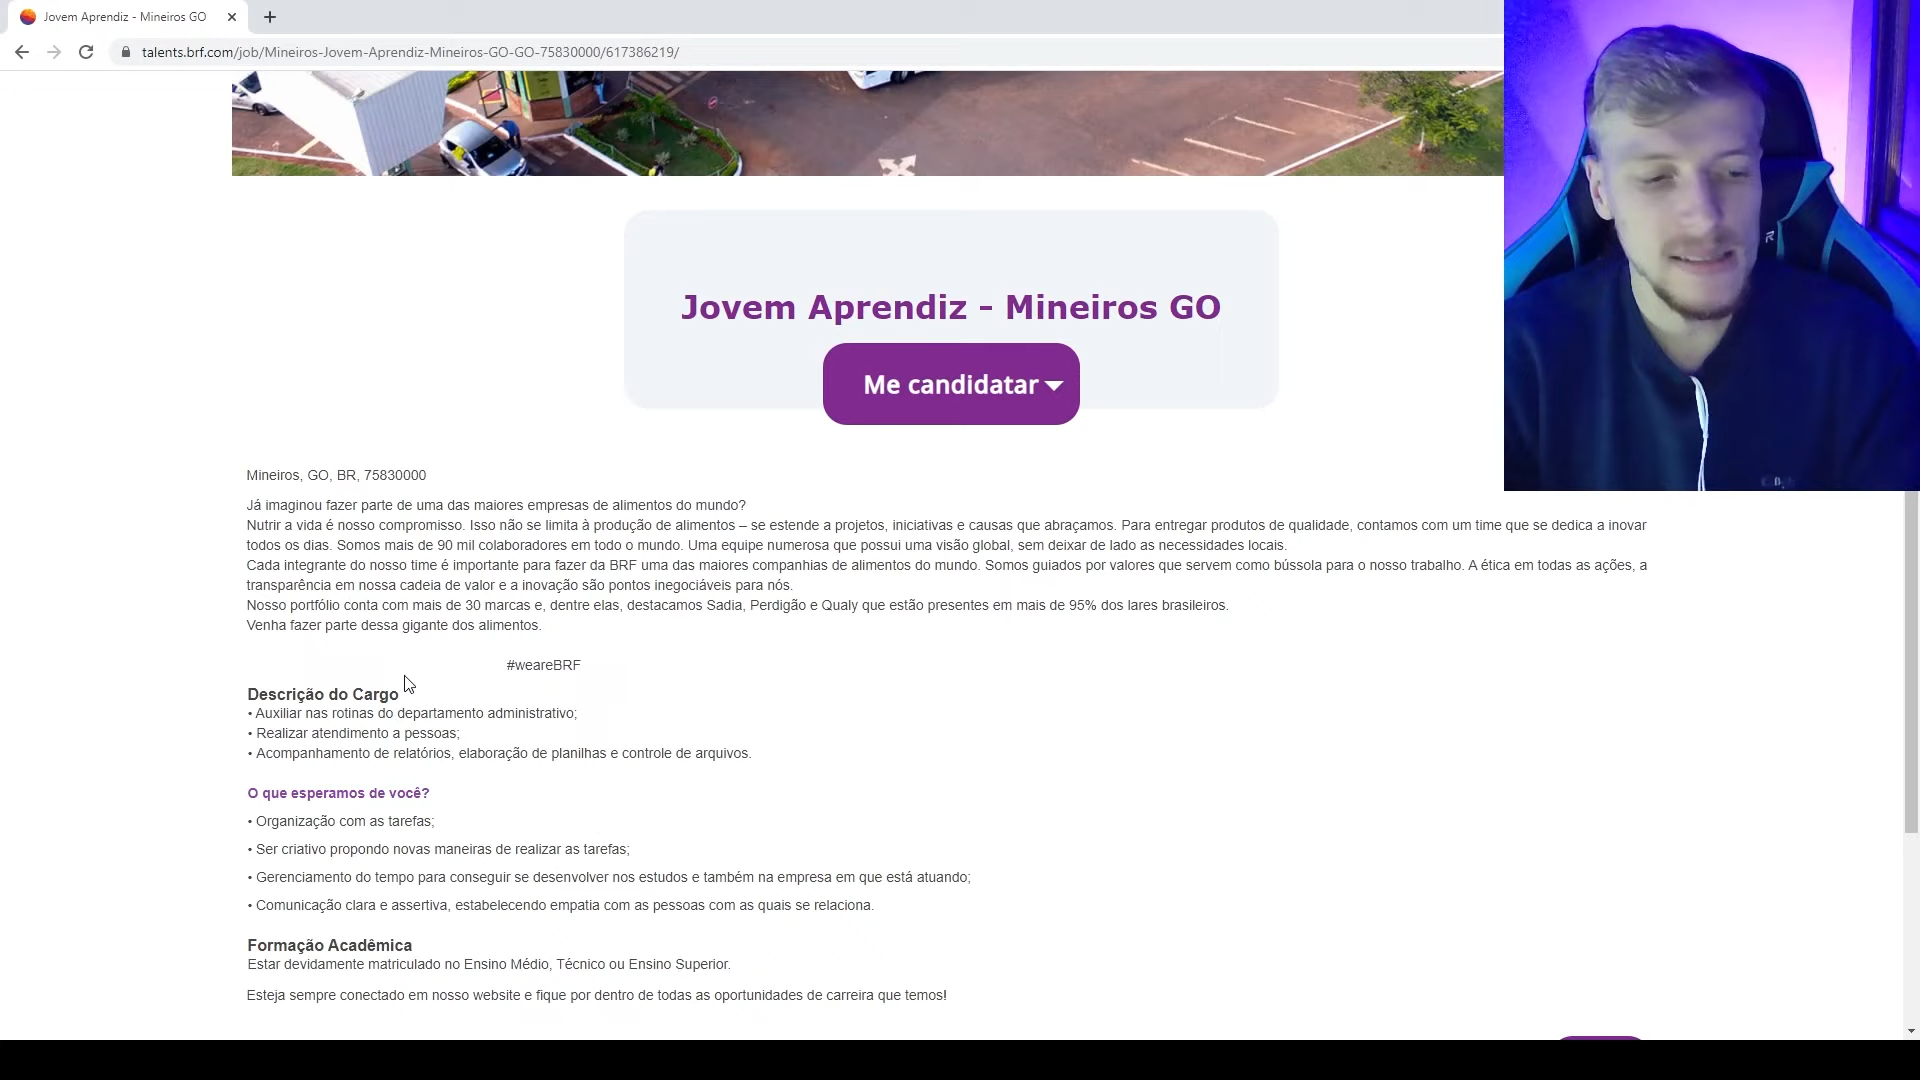 Jovem Aprendiz - Mineiros GO
talents.brf.com/job/Mineiros-Jovem-Aprendiz-Mineiros-GO-GO-75830000/617386219/
Jovem Aprendiz - Mineiros GO
Me candidatar
Mineiros, GO, BR, 75830000
Já imaginou fazer parte de uma das maiores empresas de alimentos do mundo?
Nutrir a vida é nosso compromisso. Isso não se limita à produção de alimentos – se estende a projetos, iniciativas e causas que abraçamos. Para entregar produtos de qualidade, contamos com um time que se dedica a inovar
todos os dias. Somos mais de 90 mil colaboradores em todo o mundo. Uma equipe numerosa que possui uma visão global, sem deixar de lado as necessidades locais.
Cada integrante do nosso time é importante para fazer da BRF uma das maiores companhias de alimentos do mundo. Somos guiados por valores que servem como bússola para o nosso trabalho. A ética em todas as ações, a
transparência em nossa cadeia de valor e a inovação são pontos inegociáveis para nós.
Nosso portfólio conta com mais de 30 marcas e, dentre elas, destacamos Sadia, Perdigão e Qualy que estão presentes em mais de 95% dos lares brasileiros.
Venha fazer parte dessa gigante dos alimentos.
#weareBRF
Descrição do Cargo
• Auxiliar nas rotinas do departamento administrativo;
• Realizar atendimento a pessoas;
• Acompanhamento de relatórios, elaboração de planilhas e controle de arquivos.
O que esperamos de você?
• Organização com as tarefas;
• Ser criativo propondo novas maneiras de realizar as tarefas;
• Gerenciamento do tempo para conseguir se desenvolver nos estudos e também na empresa em que está atuando;
• Comunicação clara e assertiva, estabelecendo empatia com as pessoas com as quais se relaciona.
Formação Acadêmica
Estar devidamente matriculado no Ensino Médio, Técnico ou Ensino Superior.
Esteja sempre conectado em nosso website e fique por dentro de todas as oportunidades de carreira que temos!